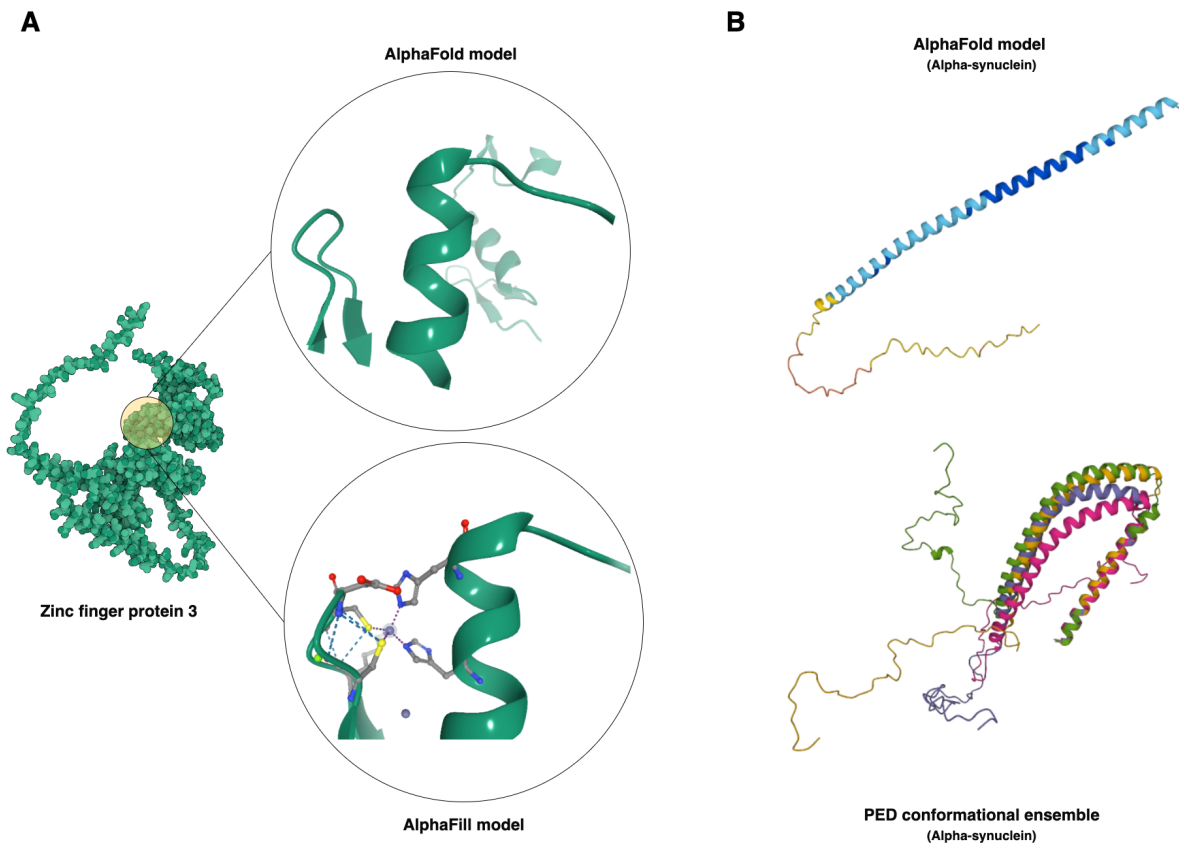 A
AlphaFold model
Zinc finger protein 3
AlphaFill model
B
AlphaFold model
(Alpha-synuclein)
PED conformational ensemble
(Alpha-synuclein)